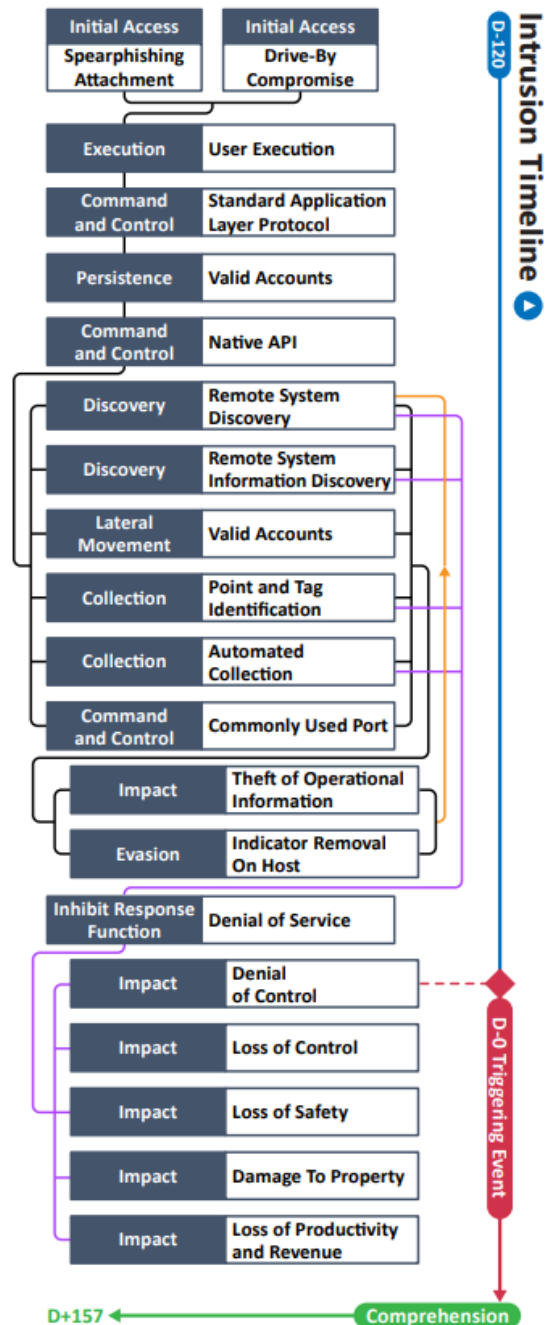 Initial Access
Spearphishing
Attachment
Initial Access
Drive-By
Compromise
Execution
User Execution
Command
and Control
Standard Application
Layer Protocol
Persistence
Valid Accounts
Command
and Control
Native API
Discovery
Remote System
Discovery
Discovery
Remote System
Information Discovery
Lateral
Movement
Valid Accounts
Collection
Point and Tag
Identification
Collection
Automated
Collection
Command
and Control
Commonly Used Port
Impact
Theft of Operational
Information
Evasion
Indicator Removal
On Host
Inhibit Response
Function
Denial of Service
Impact
Denial
of Control
Impact
Loss of Control
Impact
Loss of Safety
Impact
Damage To Property
Impact
Loss of Productivity
and Revenue
Intrusion Timeline
D-120
D-0 Triggering Event
D+157
Comprehension